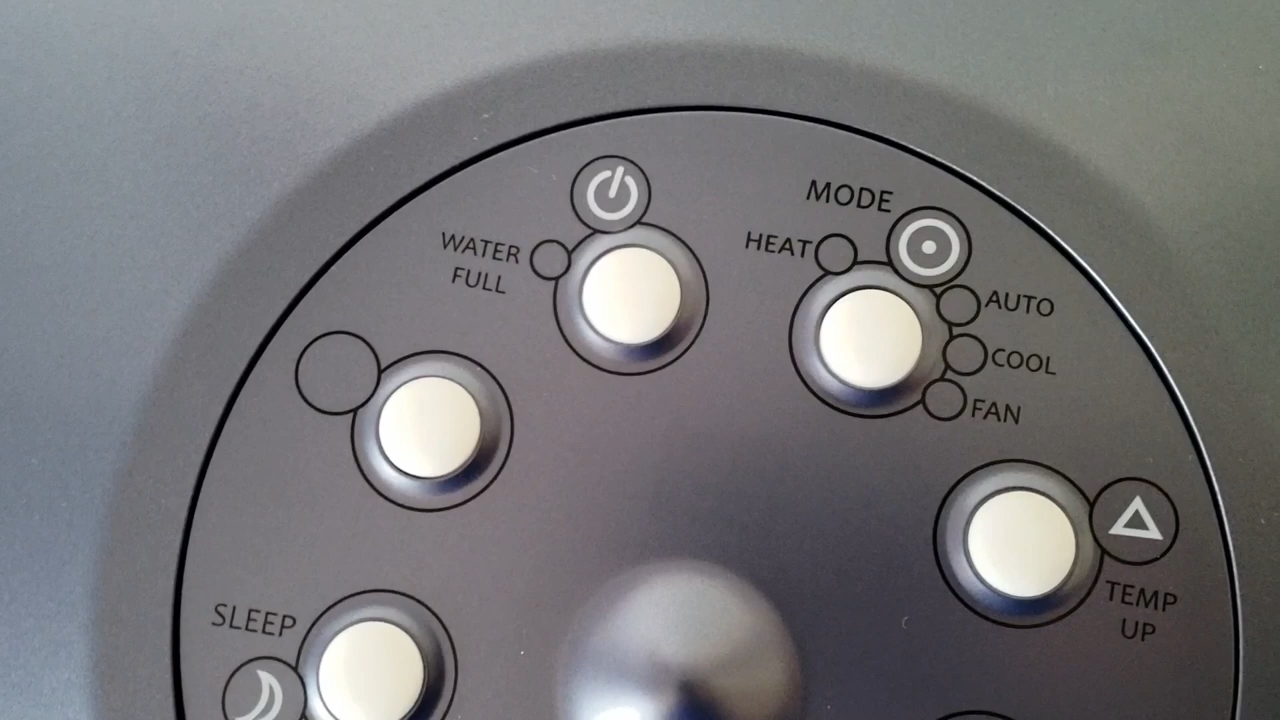 MODE
WATER
FULL
HEAT
AUTO
COOL
FAN
TEMP
UP
SLEEP